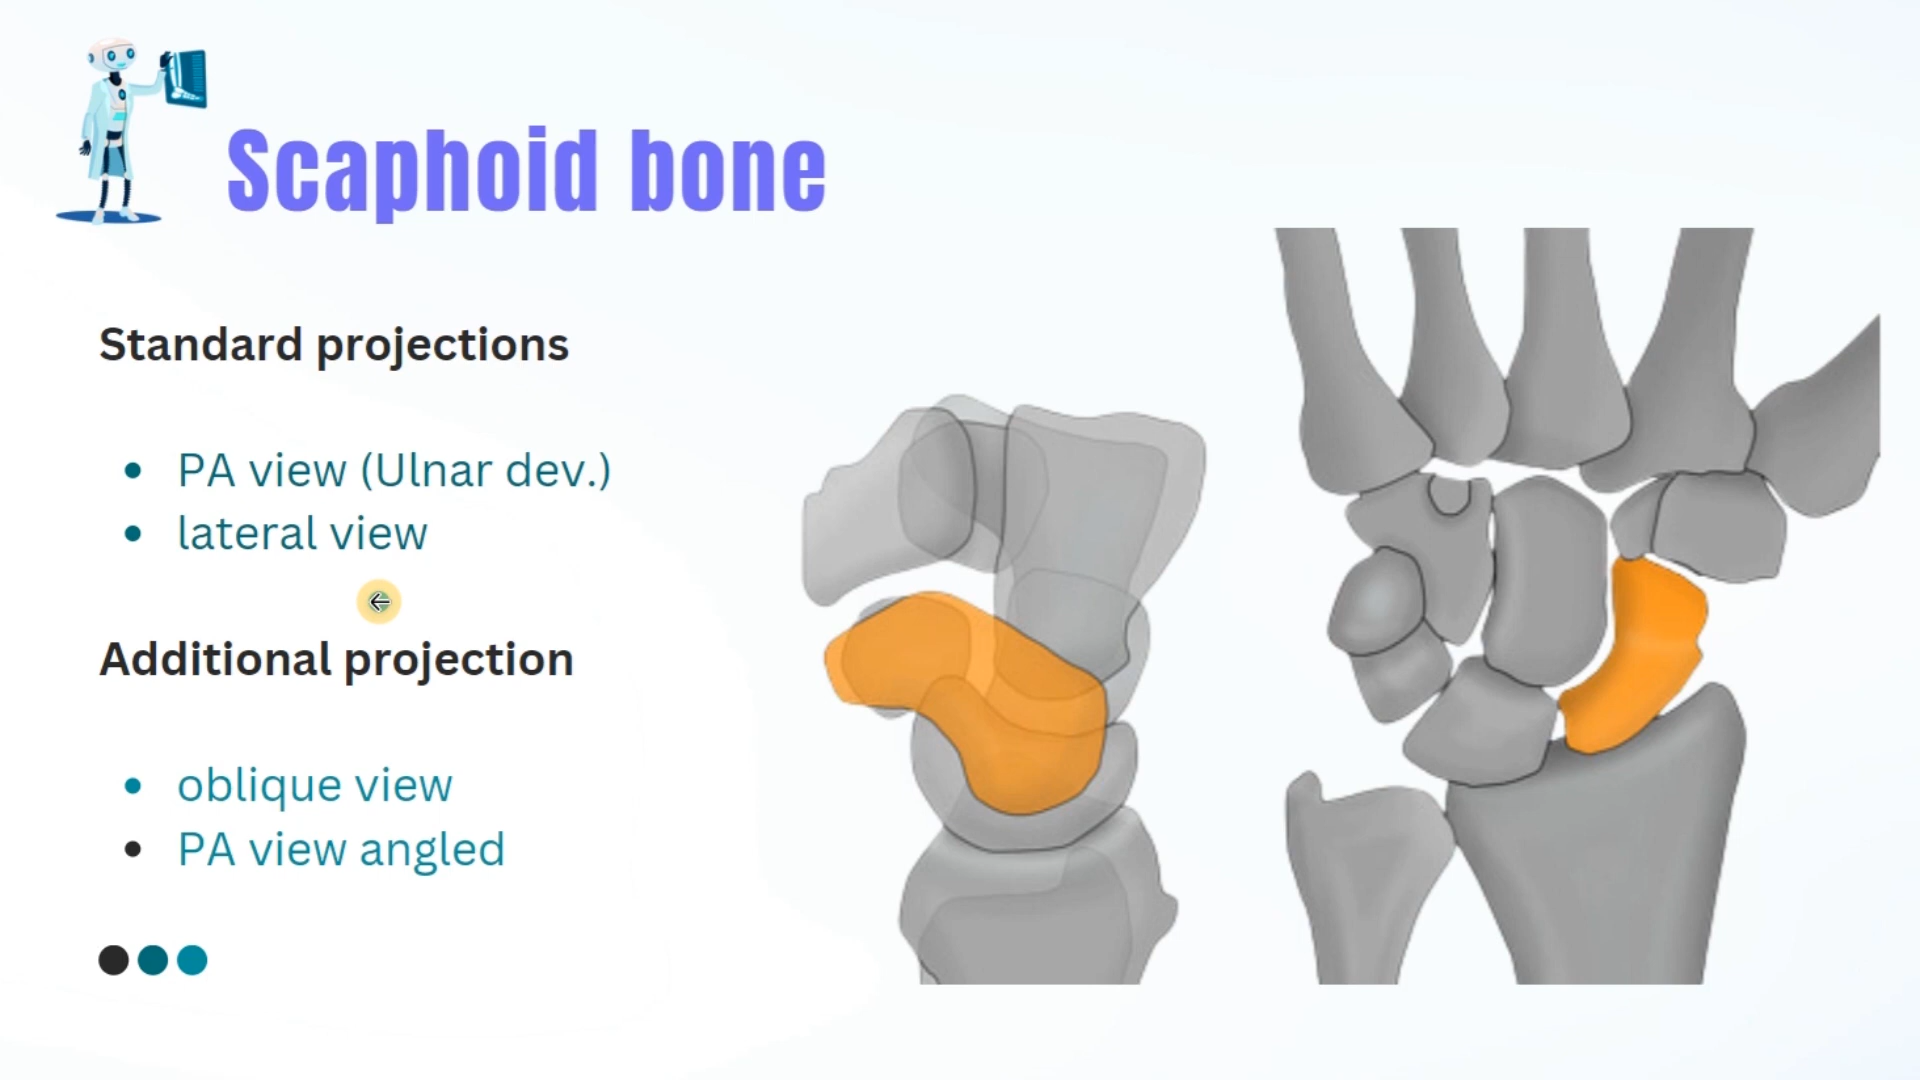 Scaphoid bone
Standard projections
PA view (Ulnar dev.)
lateral view
Additional projection
oblique view
PA view angled